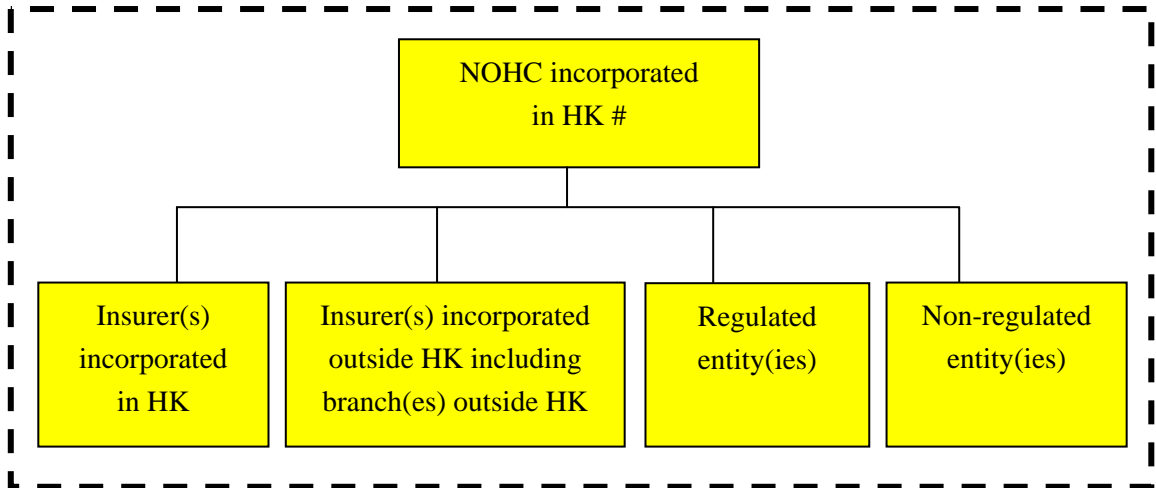 NOHC incorporated
in HK #
Insurer(s)
incorporated
in HK
Insurer(s) incorporated
outside HK including
branch(es) outside HK
Regulated
entity(ies)
Non-regulated
entity(ies)